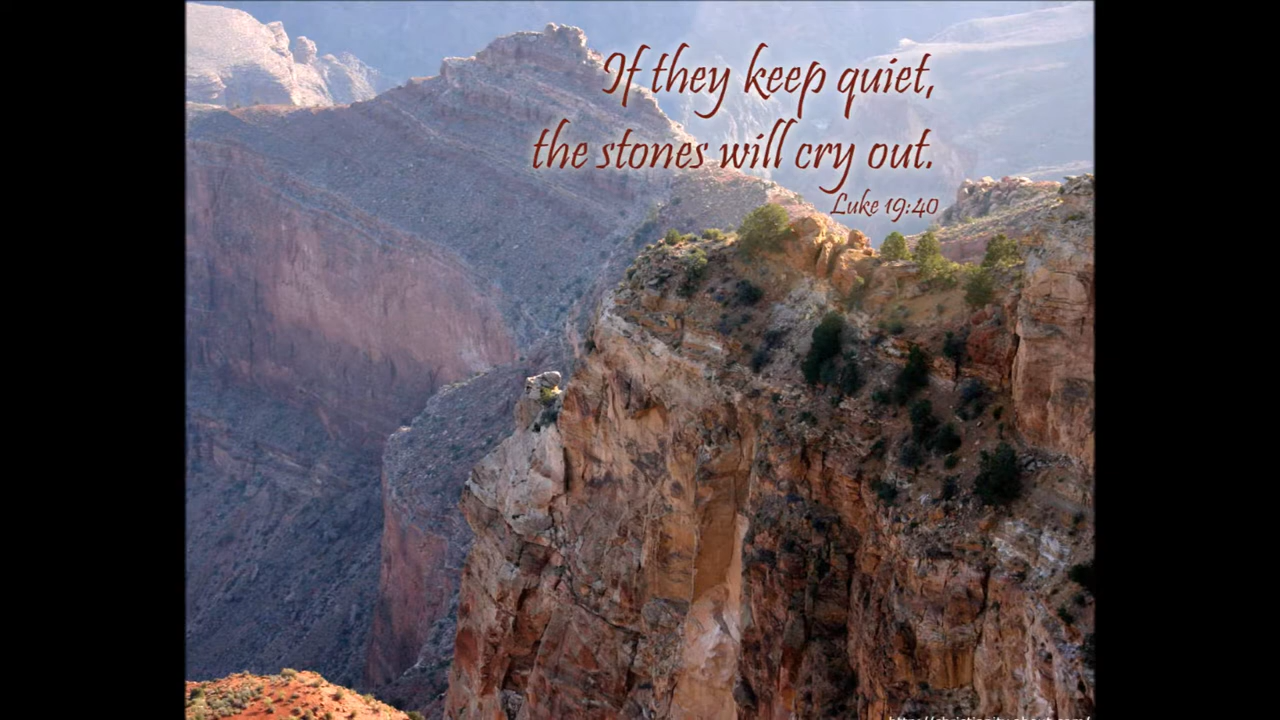 If they keep quiet,
the stones will cry out.
Luke 19:40